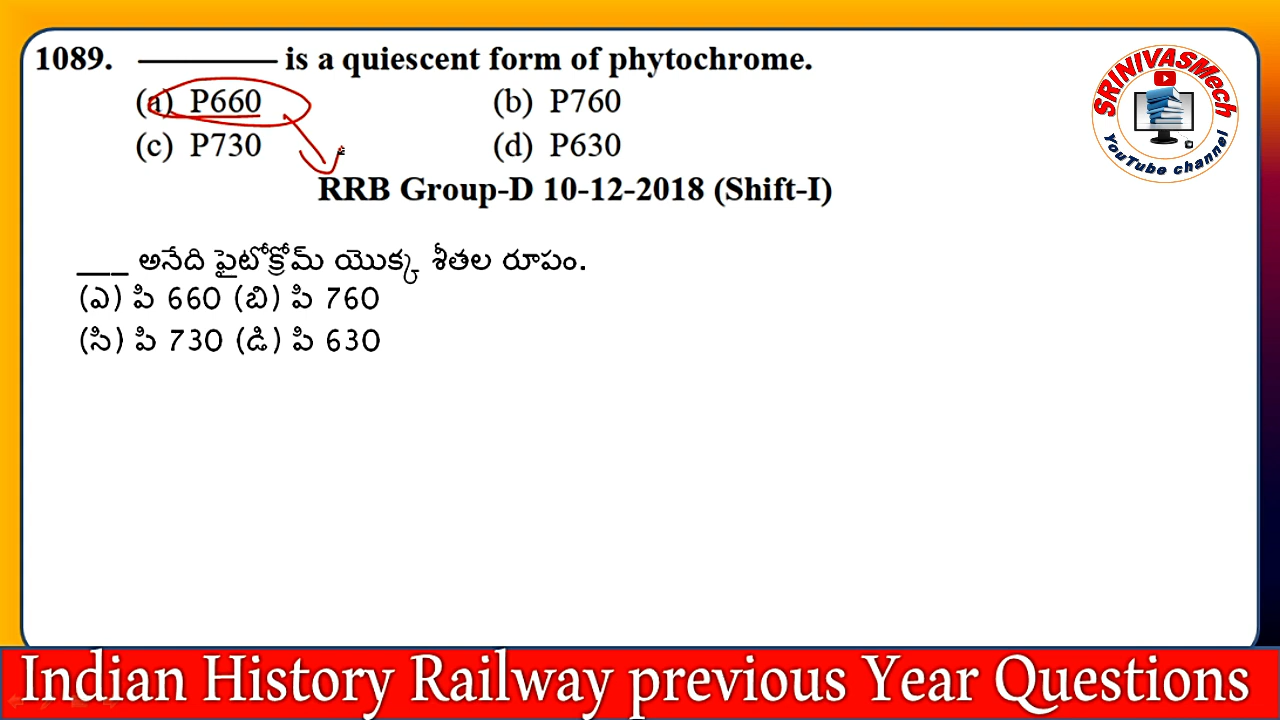 1089. ________ is a quiescent form of phytochrome.
(a) P660 (b) P760
(c) P730 (d) P630
RRB Group-D 10-12-2018 (Shift-I)
___ అనేది ఫైటోక్రోమ్ యొక్క శీతల రూపం.
(ఎ) పి 660 (బి) పి 760
(సి) పి 730 (డి) పి 630
SRINIVASMech
YouTube channel
Indian History Railway previous Year Questions